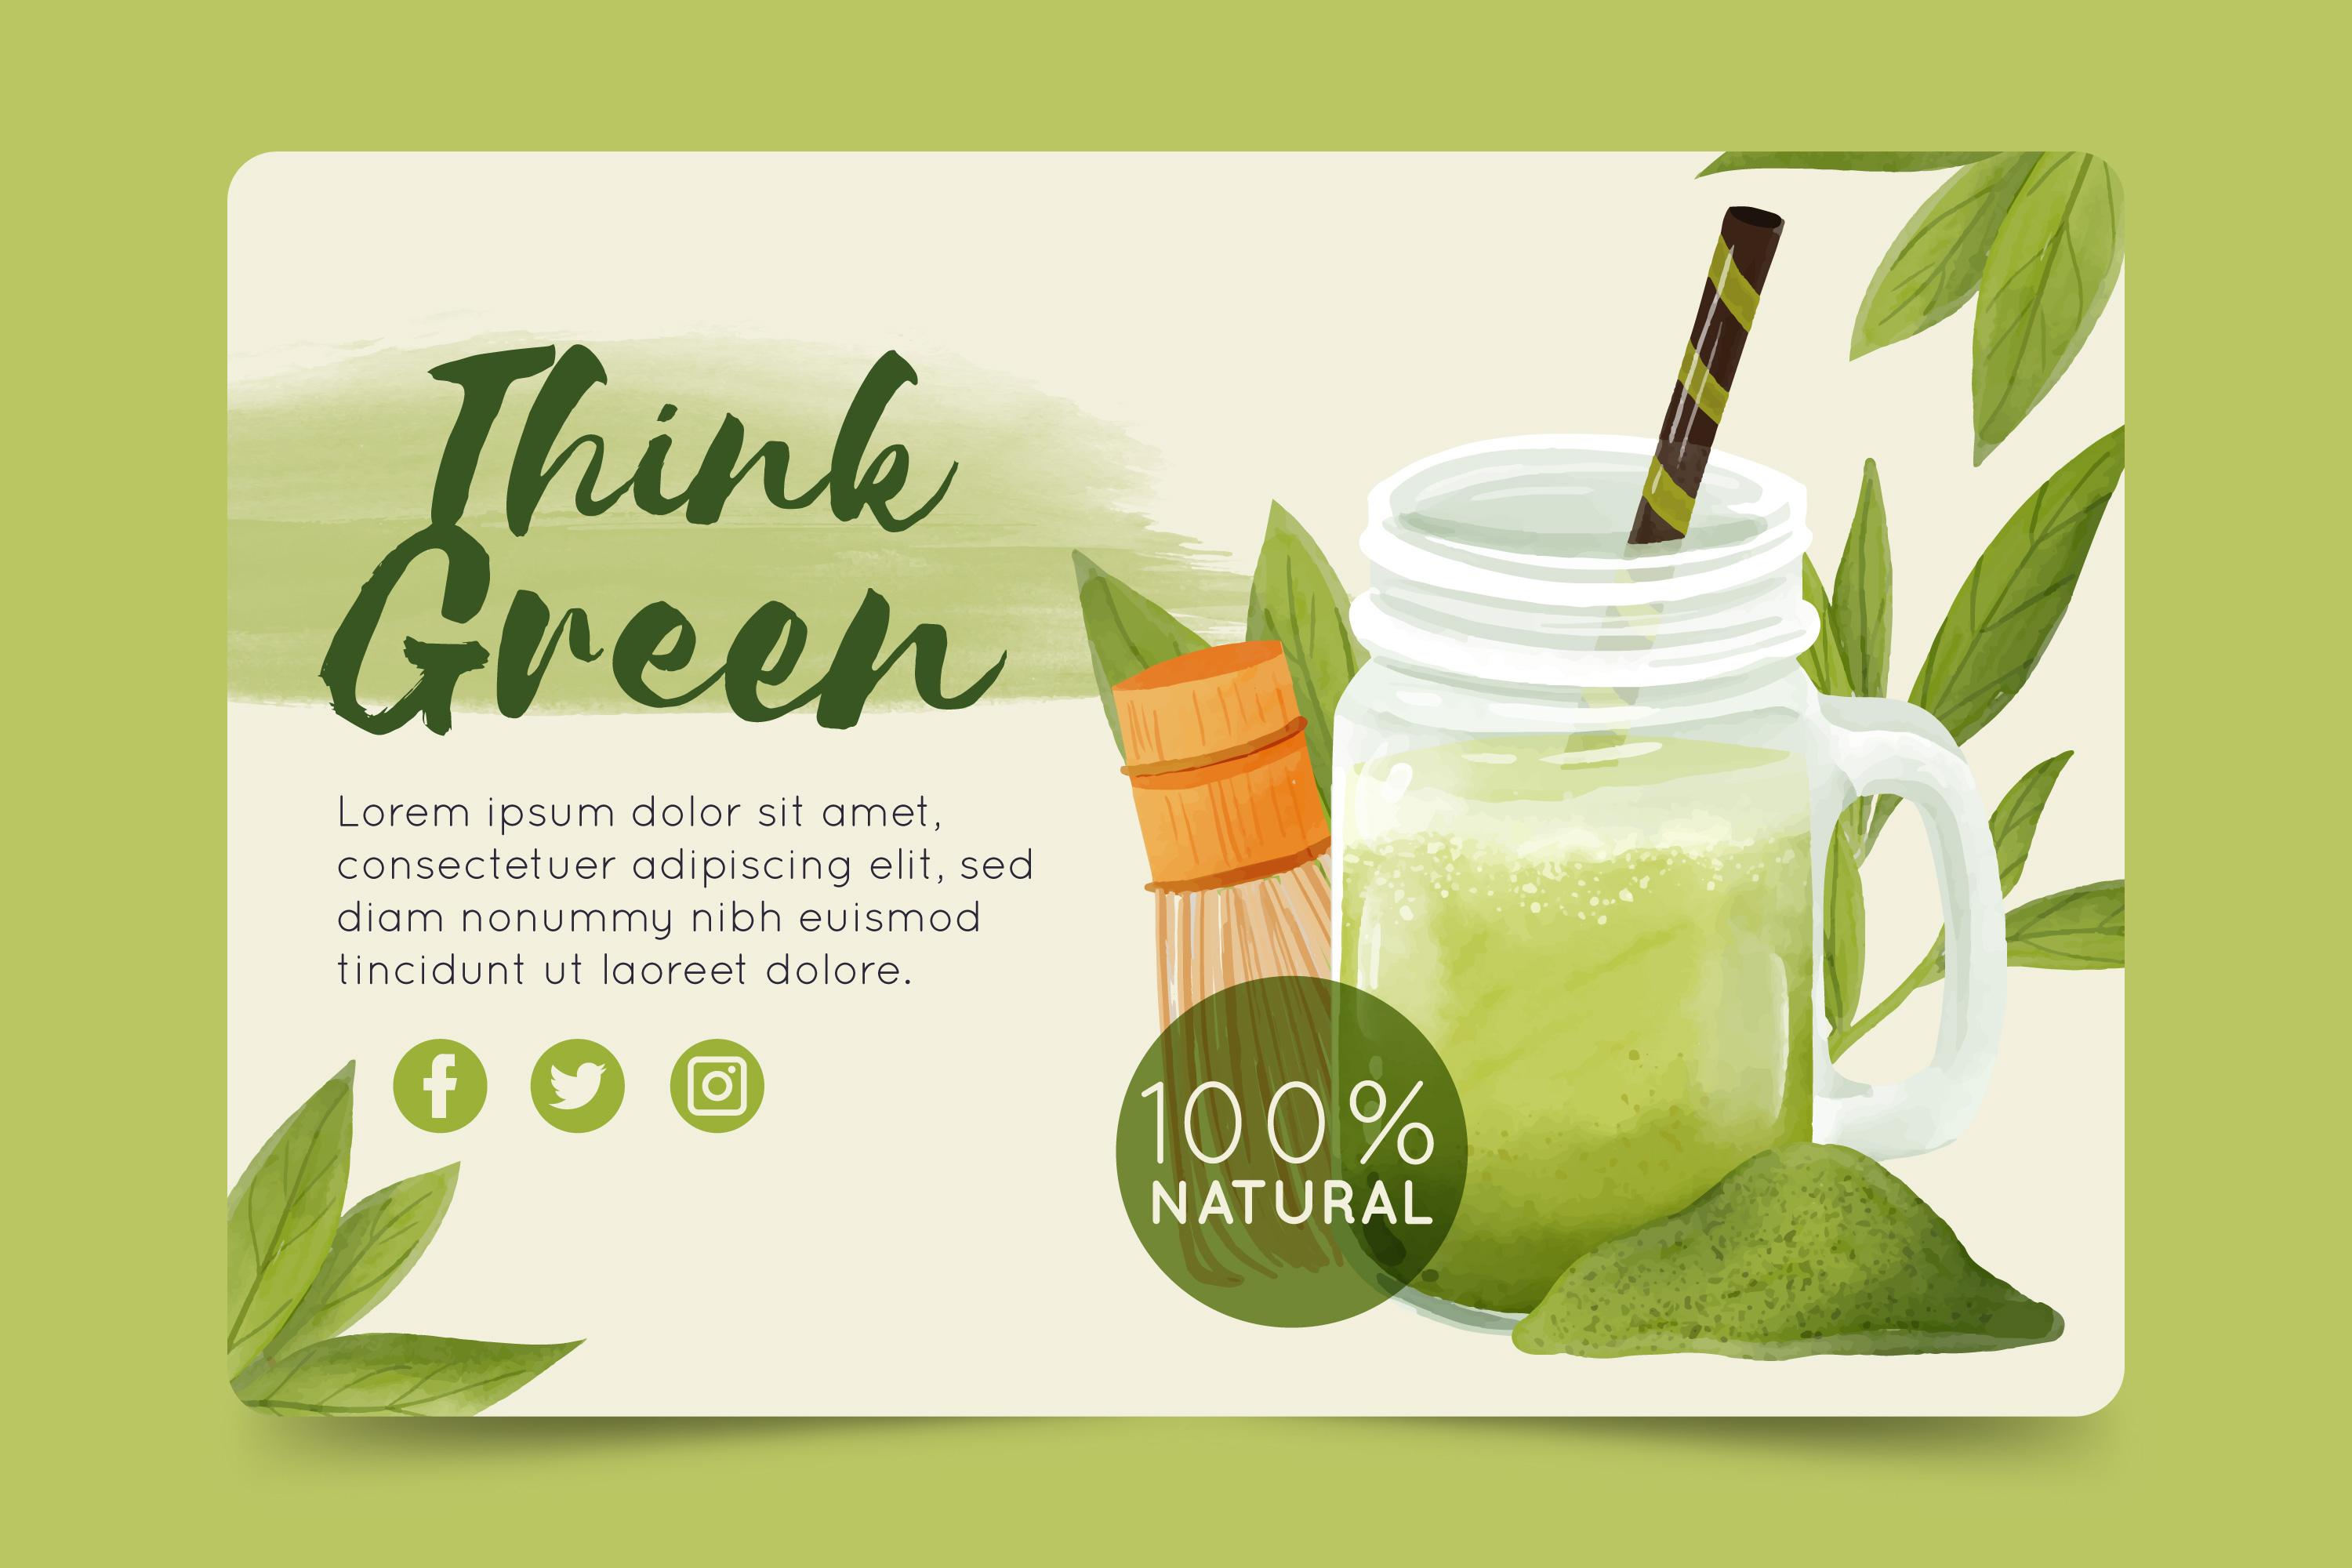 Think
Green
Lorem ipsum dolor sit amet,
consectetuer adipiscing elit, sed
diam nonummy nibh euismod
tincidunt ut laoreet dolore.
100%
NATURAL